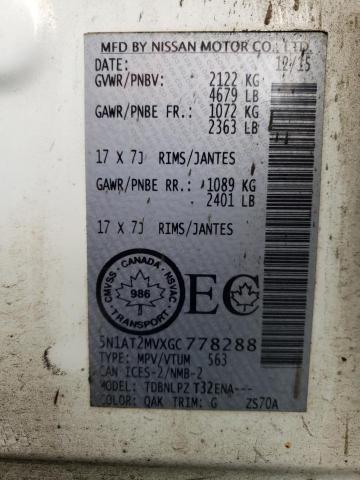 MFD BY NISSAN MOTOR CO., LTD.
DATE: 12/15
GVWR/PNBV: 2122 KG
4679 LB
GAWR/PNBE FR.: 1072 KG
2363 LB
17 X 7J RIMS/JANTES
GAWR/PNBE RR.: 1089 KG
2401 LB
17 X 7J RIMS/JANTES
CANADA
CMVSS NSVAC
986
TRANSPORT
EC
5N1AT2MVXGC778288
TYPE: MPV/VTUM 563
CAN ICES-2/NMB-2
MODEL: TDBNLPZ T32ENA---
COLOR: QAK TRIM: G ZS70A